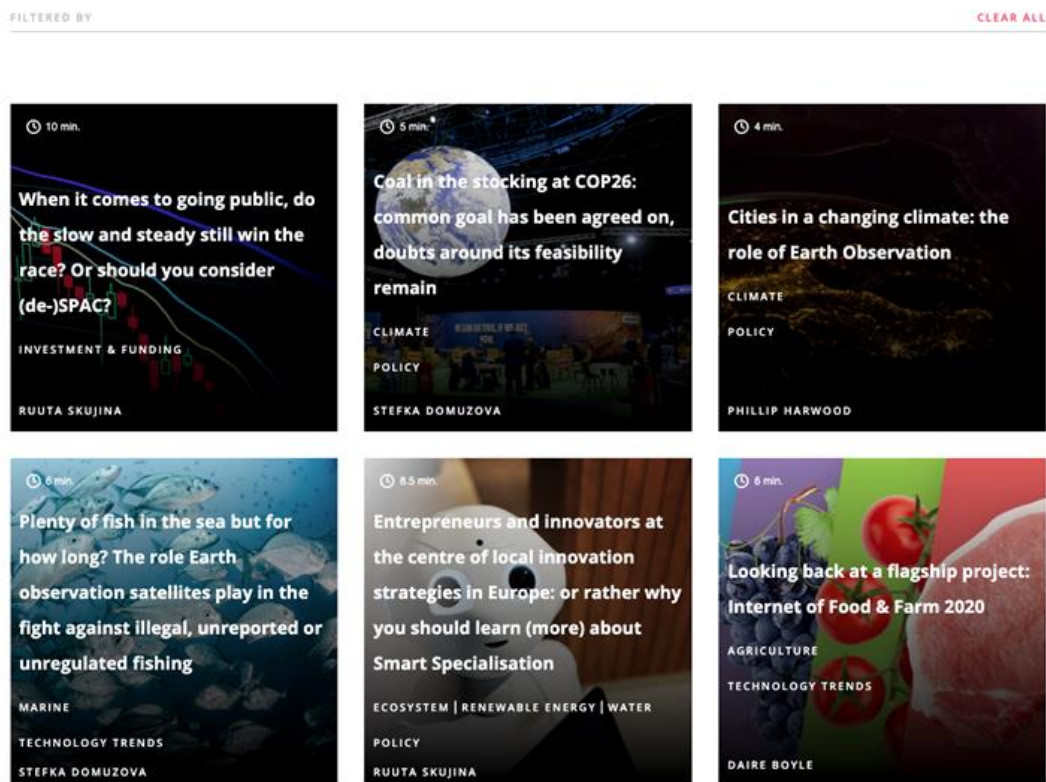 FILTERED BY
CLEAR ALL
10 min.
When it comes to going public, do
the slow and steady still win the
race? Or should you consider
(de-)SPAC?
INVESTMENT & FUNDING
RUUTA SKUJINA
5 min.
Coal in the stocking at COP26:
common goal has been agreed on,
doubts around its feasibility
remain
CLIMATE
POLICY
STEFKA DOMUZOVA
4 min.
Cities in a changing climate: the
role of Earth Observation
CLIMATE
POLICY
PHILLIP HARWOOD
6 min.
Plenty of fish in the sea but for
how long? The role Earth
observation satellites play in the
fight against illegal, unreported or
unregulated fishing
MARINE
TECHNOLOGY TRENDS
STEFKA DOMUZOVA
8.5 min.
Entrepreneurs and innovators at
the centre of local innovation
strategies in Europe: or rather why
you should learn (more) about
Smart Specialisation
ECOSYSTEM | RENEWABLE ENERGY | WATER
POLICY
RUUTA SKUJINA
6 min.
Looking back at a flagship project:
Internet of Food & Farm 2020
AGRICULTURE
TECHNOLOGY TRENDS
DAIRE BOYLE